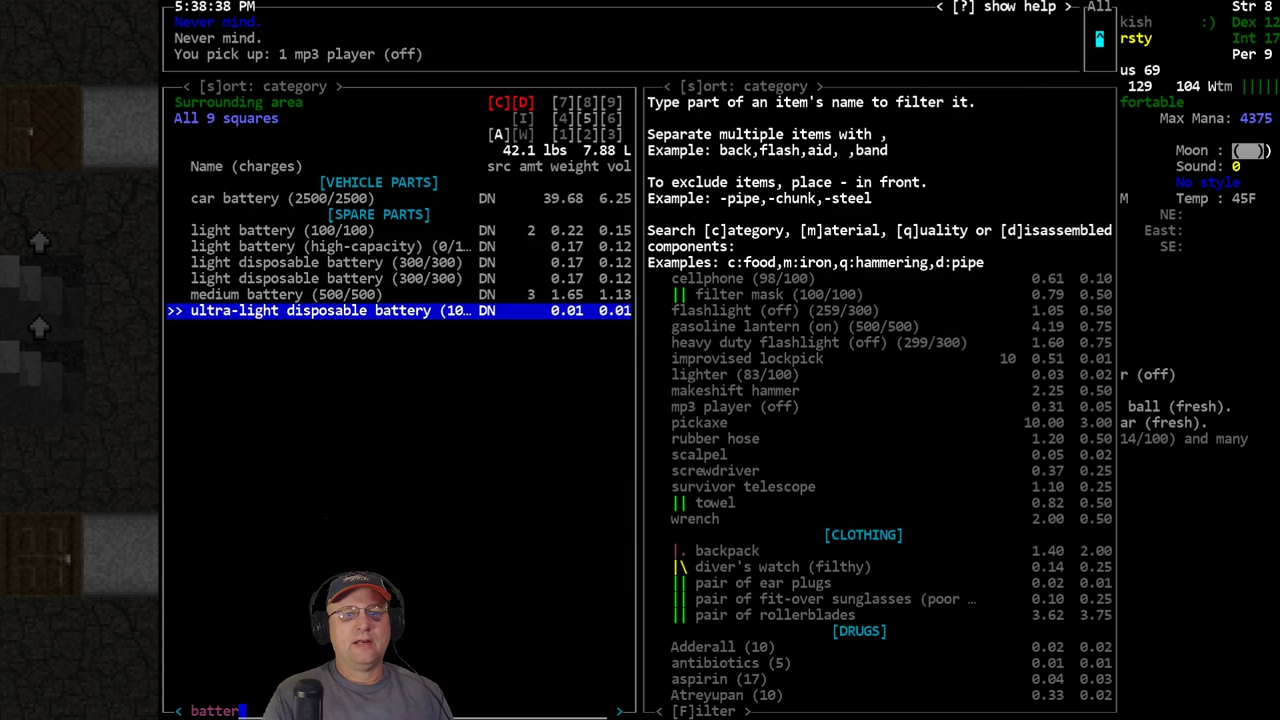 5:38:38 PM
< [?] show help >
All
Str 8
Never mind.
kish :) Dex 12
Never mind.
^
rsty Int 17
You pick up: 1 mp3 player (off)
Per 9
us 69
< [s]ort: category >
< [s]ort: category >
129 104 Wtm ||||||
Surrounding area [C][D] [7][8][9]
Type part of an item's name to filter it.
fortable
All 9 squares [I] [4][5][6]
Max Mana: 4375
[A][W] [1][2][3]
Separate multiple items with ,
42.1 lbs 7.88 L
Example: back,flash,aid, ,band
Moon : ( )
Name (charges) src amt weight vol
Sound: 0
[VEHICLE PARTS]
To exclude items, place - in front.
No style
car battery (2500/2500) DN 39.68 6.25
Example: -pipe,-chunk,-steel
M Temp : 45F
[SPARE PARTS]
NE:
light battery (100/100) DN 2 0.22 0.15
Search [c]ategory, [m]aterial, [q]uality or [d]isassembled
East:
light battery (high-capacity) (0/1… DN 0.17 0.12
components:
SE:
light disposable battery (300/300) DN 0.17 0.12
Examples: c:food,m:iron,q:hammering,d:pipe
light disposable battery (300/300) DN 0.17 0.12
cellphone (98/100) 0.61 0.10
medium battery (500/500) DN 3 1.65 1.13
|| filter mask (100/100) 0.79 0.50
>> ultra-light disposable battery (10… DN 0.01 0.01
flashlight (off) (259/300) 1.05 0.50
gasoline lantern (on) (500/500) 4.19 0.75
heavy duty flashlight (off) (299/300) 1.60 0.75
improvised lockpick 10 0.51 0.01
lighter (83/100) 0.03 0.02
r (off)
makeshift hammer 2.25 0.50
mp3 player (off) 0.31 0.05
ball (fresh).
pickaxe 10.00 3.00
ar (fresh).
rubber hose 1.20 0.50
14/100) and many
scalpel 0.05 0.02
screwdriver 0.37 0.25
survivor telescope 1.10 0.25
|| towel 0.82 0.50
wrench 2.00 0.50
[CLOTHING]
|. backpack 1.40 2.00
|\ diver's watch (filthy) 0.14 0.25
|| pair of ear plugs 0.02 0.01
|| pair of fit-over sunglasses (poor … 0.10 0.25
|| pair of rollerblades 3.62 3.75
[DRUGS]
Adderall (10) 0.02 0.02
antibiotics (5) 0.01 0.01
aspirin (17) 0.04 0.03
Atreyupan (10) 0.33 0.02
< batter >
< [F]ilter >